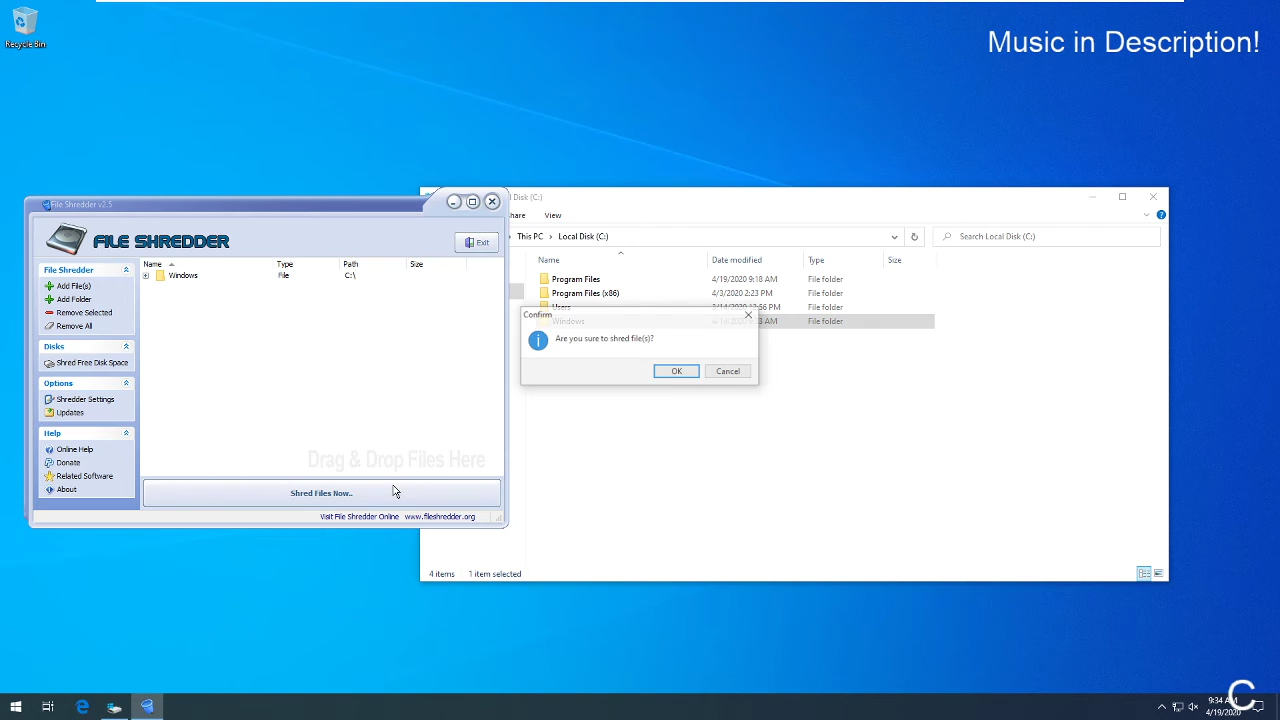 Recycle Bin
Music in Description!
File Shredder v2.5
FILE SHREDDER
Exit
File Shredder
Add File(s)
Add Folder
Remove Selected
Remove All
Disks
Shred Free Disk Space
Options
Shredder Settings
Updates
Help
Online Help
Donate
Related Software
About
Name Type Path Size
Windows File C:\
Drag & Drop Files Here
Shred Files Now..
Visit File Shredder Online www.fileshredder.org
Disk (C:)
Share View
This PC > Local Disk (C:)
Search Local Disk (C:)
Name Date modified Type Size
Program Files 4/19/2020 9:18 AM File folder
Program Files (x86) 4/3/2020 2:23 PM File folder
Users PM File folder
Windows AM File folder
Confirm
Are you sure to shred file(s)?
OK Cancel
4 items 1 item selected
9:34 AM
4/19/2020
C